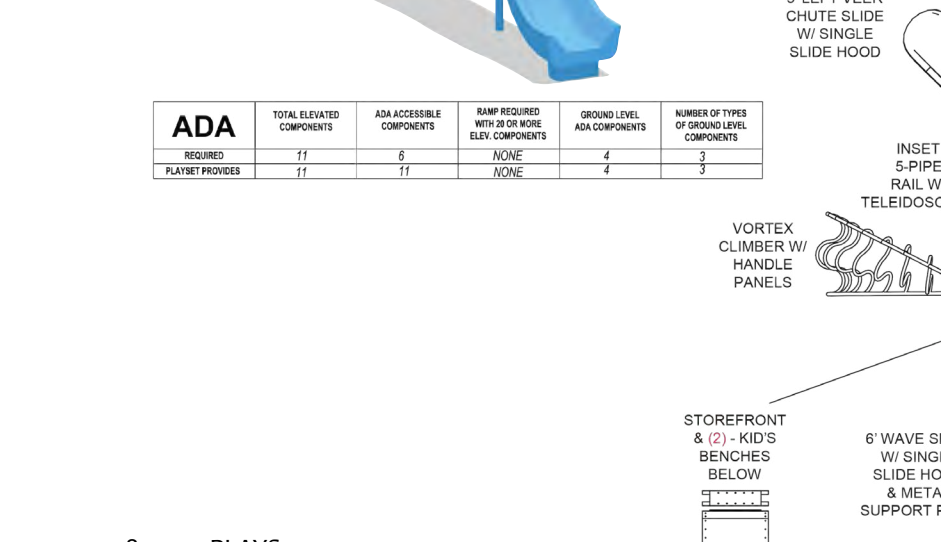 CHUTE SLIDE
W/ SINGLE
SLIDE HOOD
ADA
TOTAL ELEVATED
COMPONENTS
ADA ACCESSIBLE
COMPONENTS
RAMP REQUIRED
WITH 20 OR MORE
ELEV. COMPONENTS
GROUND LEVEL
ADA COMPONENTS
NUMBER OF TYPES
OF GROUND LEVEL
COMPONENTS
REQUIRED 11 6 NONE 4 3
PLAYSET PROVIDES 11 11 NONE 4 3
INSET
5-PIPE
RAIL W
TELEIDOSC
VORTEX
CLIMBER W/
HANDLE
PANELS
STOREFRONT
& (2) - KID'S
BENCHES
BELOW
6' WAVE
W/ SING
SLIDE HO
& META
SUPPORT